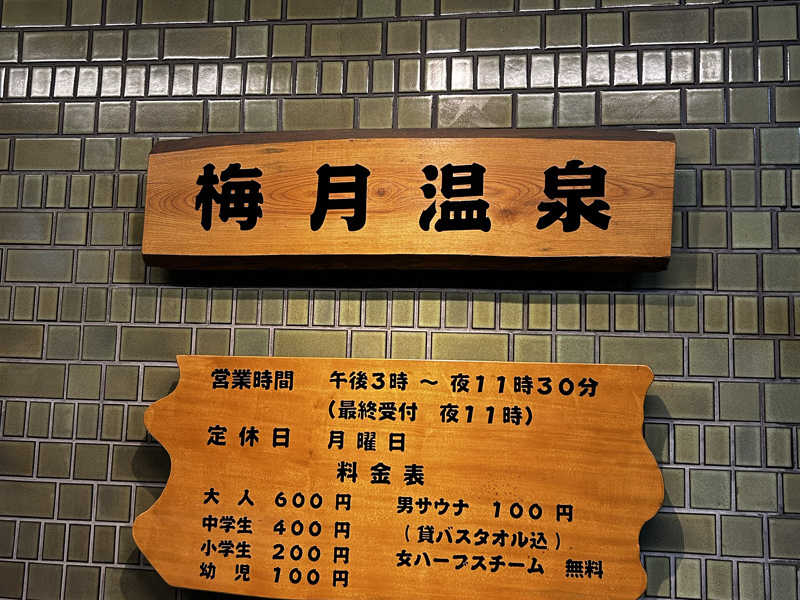 梅月温泉
営業時間 午後3時 ～ 夜11時30分
(最終受付 夜11時)
定休日 月曜日
料金表
大人 600円
中学生 400円
小学生 200円
幼児 100円
男サウナ 100円
(貸バスタオル込)
女ハーブスチーム 無料